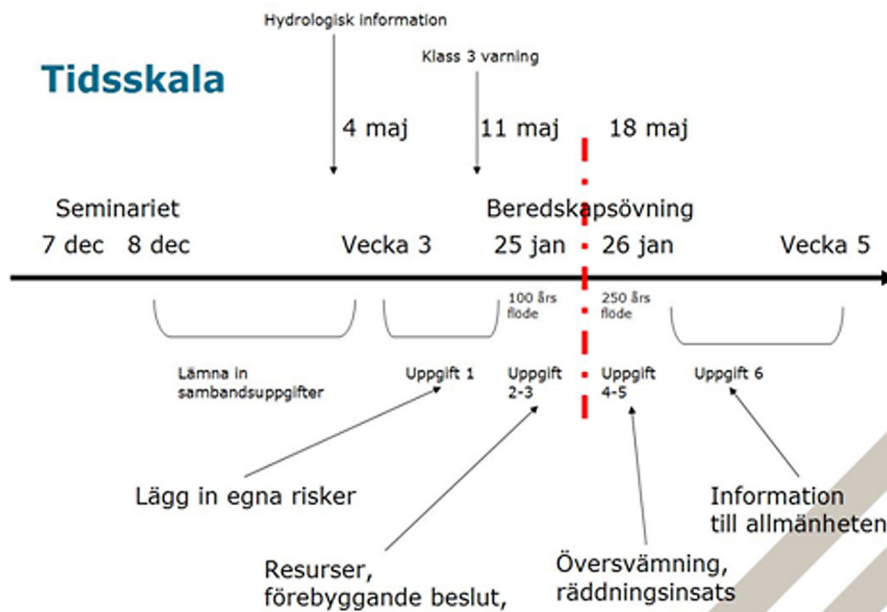 Hydrologisk information
Klass 3 varning
Tidsskala
4 maj
11 maj
18 maj
Seminariet
Beredskapsövning
7 dec
8 dec
Vecka 3
25 jan
26 jan
Vecka 5
100 års
flöde
250 års
flöde
Lämna in
sambandsuppgifter
Uppgift 1
Uppgift
2-3
Uppgift
4-5
Uppgift 6
Lägg in egna risker
Information
till allmänheten
Resurser,
förebyggande beslut,
Översvämning,
räddningsinsats